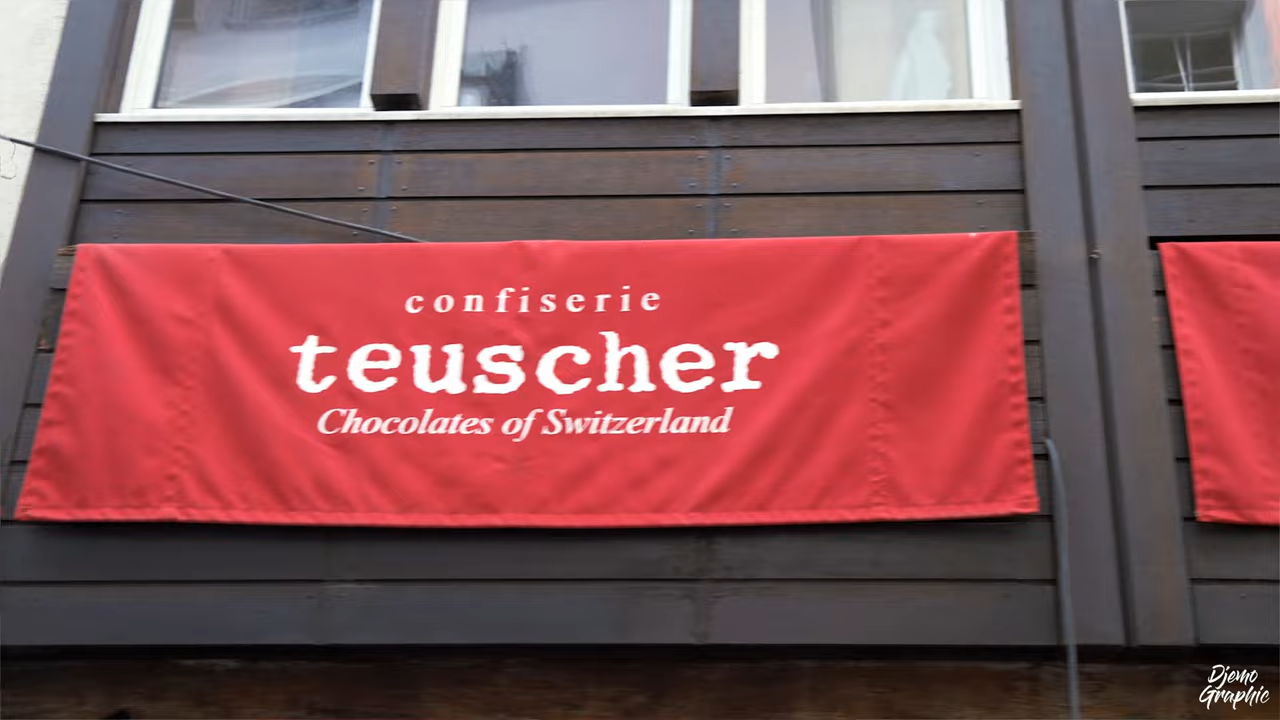 confiserie
teuscher
Chocolates of Switzerland
Djemo
Graphic